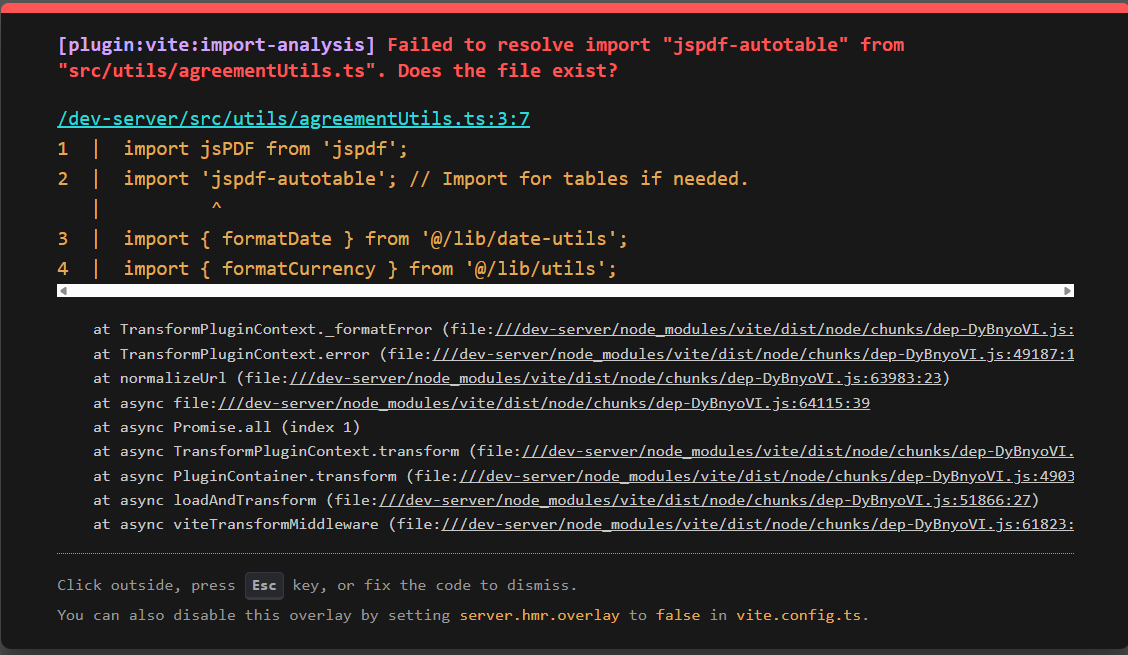 [plugin:vite:import-analysis] Failed to resolve import "jspdf-autotable" from
"src/utils/agreementUtils.ts". Does the file exist?
/dev-server/src/utils/agreementUtils.ts:3:7
1  |  import jsPDF from 'jspdf';
2  |  import 'jspdf-autotable'; // Import for tables if needed.
   |         ^
3  |  import { formatDate } from '@/lib/date-utils';
4  |  import { formatCurrency } from '@/lib/utils';
at TransformPluginContext._formatError (file:///dev-server/node_modules/vite/dist/node/chunks/dep-DyBnyoVI.js:
at TransformPluginContext.error (file:///dev-server/node_modules/vite/dist/node/chunks/dep-DyBnyoVI.js:49187:1
at normalizeUrl (file:///dev-server/node_modules/vite/dist/node/chunks/dep-DyBnyoVI.js:63983:23)
at async file:///dev-server/node_modules/vite/dist/node/chunks/dep-DyBnyoVI.js:64115:39
at async Promise.all (index 1)
at async TransformPluginContext.transform (file:///dev-server/node_modules/vite/dist/node/chunks/dep-DyBnyoVI.
at async PluginContainer.transform (file:///dev-server/node_modules/vite/dist/node/chunks/dep-DyBnyoVI.js:4903
at async loadAndTransform (file:///dev-server/node_modules/vite/dist/node/chunks/dep-DyBnyoVI.js:51866:27)
at async viteTransformMiddleware (file:///dev-server/node_modules/vite/dist/node/chunks/dep-DyBnyoVI.js:61823:
Click outside, press Esc key, or fix the code to dismiss.
You can also disable this overlay by setting server.hmr.overlay to false in vite.config.ts.